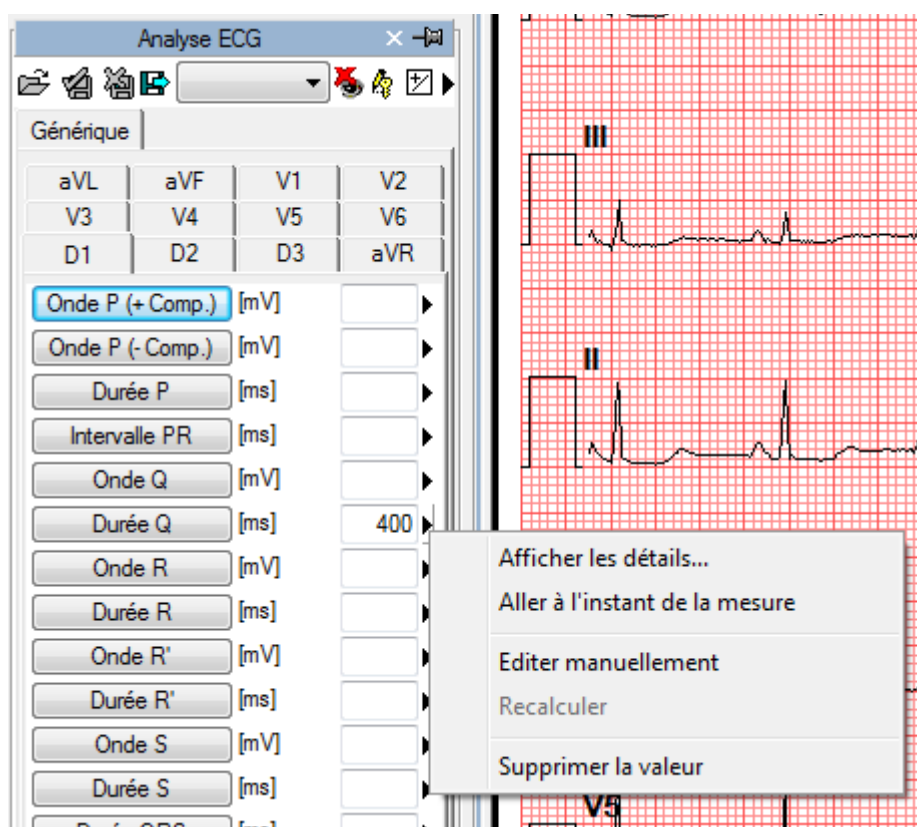 Analyse ECG
Générique
aVL aVF V1 V2
V3 V4 V5 V6
D1 D2 D3 aVR
Onde P (+ Comp.) [mV]
Onde P (- Comp.) [mV]
Durée P [ms]
Intervalle PR [ms]
Onde Q [mV]
Durée Q [ms] 400
Onde R [mV]
Durée R [ms]
Onde R' [mV]
Durée R' [ms]
Onde S [mV]
Durée S [ms]
III
II
Afficher les détails...
Aller à l'instant de la mesure
Editer manuellement
Recalculer
Supprimer la valeur
V5